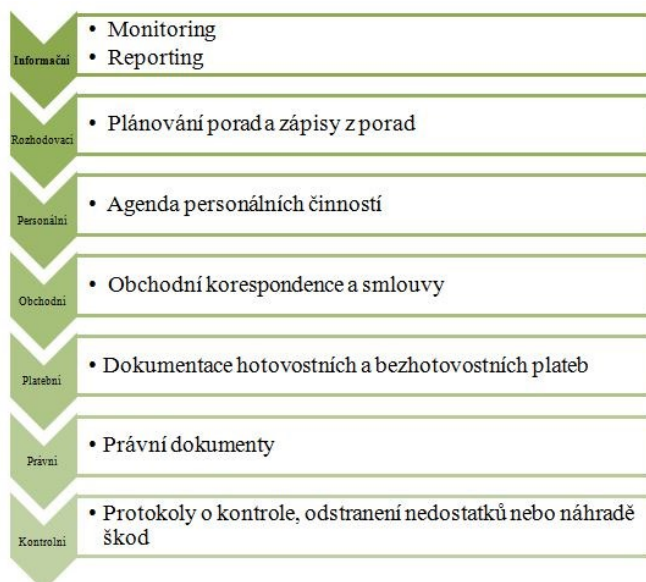 Informační
• Monitoring
• Reporting
Rozhodovací
• Plánování porad a zápisy z porad
Personální
• Agenda personálních činností
Obchodní
• Obchodní korespondence a smlouvy
Platební
• Dokumentace hotovostních a bezhotovostních plateb
Právní
• Právní dokumenty
Kontrolní
• Protokoly o kontrole, odstranení nedostatků nebo náhradě
škod